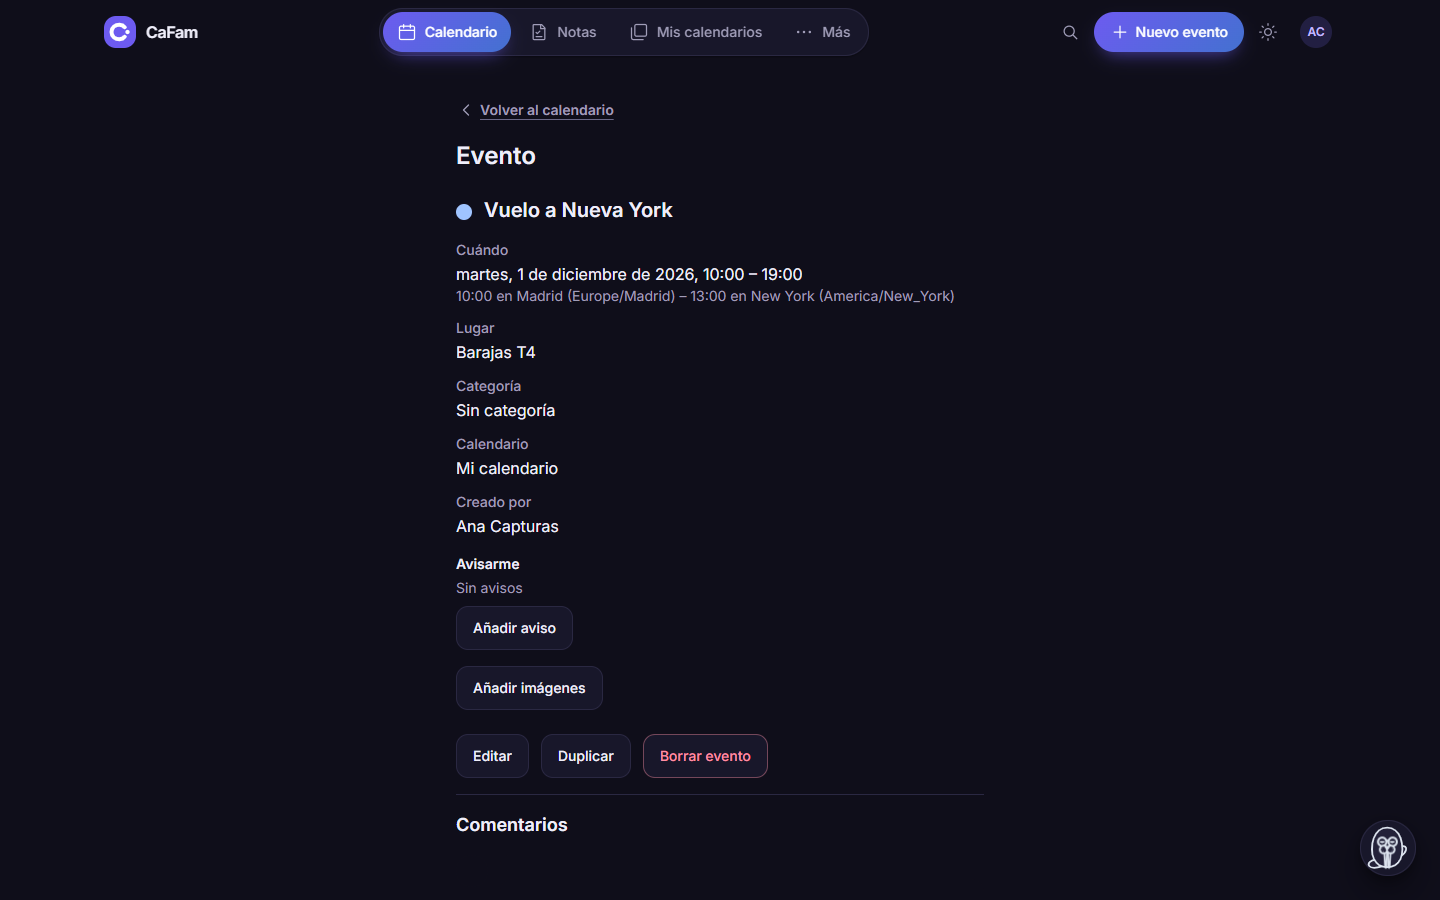 CaFam
Calendario
Notas
Mis calendarios
Más
Nuevo evento
AC
Volver al calendario
Evento
Vuelo a Nueva York
Cuándo
martes, 1 de diciembre de 2026, 10:00 – 19:00
10:00 en Madrid (Europe/Madrid) – 13:00 en New York (America/New_York)
Lugar
Barajas T4
Categoría
Sin categoría
Calendario
Mi calendario
Creado por
Ana Capturas
Avisarme
Sin avisos
Añadir aviso
Añadir imágenes
Editar
Duplicar
Borrar evento
Comentarios